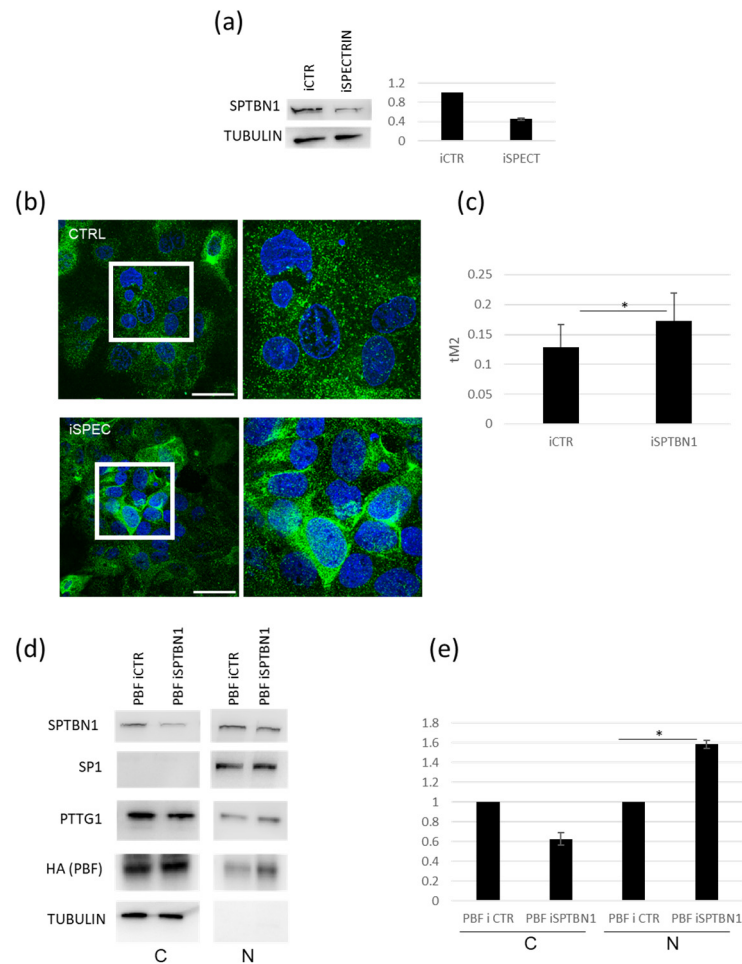 (a)
iCTR
iSPECTRIN
SPTBN1
TUBULIN
1.2
0.8
0.4
0
iCTR
iSPECT
(b)
CTRL
iSPEC
(c)
0.25
0.2
0.15
0.1
0.05
0
tM2
*
iCTR
iSPTBN1
(d)
PBF iCTR
PBF iSPTBN1
PBF iCTR
PBF iSPTBN1
SPTBN1
SP1
PTTG1
HA (PBF)
TUBULIN
C
N
(e)
1.8
1.6
1.4
1.2
1
0.8
0.6
0.4
0.2
0
*
PBF i CTR
PBF iSPTBN1
PBF i CTR
PBF iSPTBN1
C
N